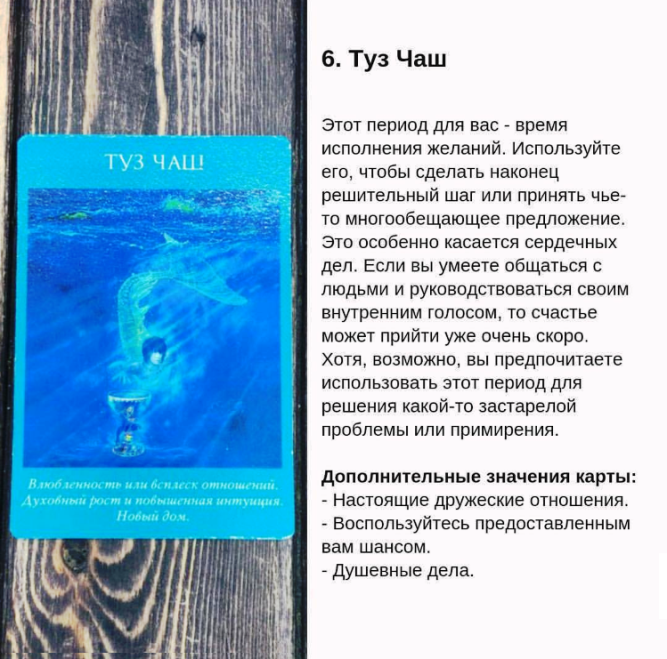 ТУЗ ЧАШ
Влюбленность или всплеск отношений.
Духовный рост и повышенная интуиция.
Новый дом.
6. Туз Чаш
Этот период для вас - время
исполнения желаний. Используйте
его, чтобы сделать наконец
решительный шаг или принять чье-
то многообещающее предложение.
Это особенно касается сердечных
дел. Если вы умеете общаться с
людьми и руководствоваться своим
внутренним голосом, то счастье
может прийти уже очень скоро.
Хотя, возможно, вы предпочитаете
использовать этот период для
решения какой-то застарелой
проблемы или примирения.
Дополнительные значения карты:
- Настоящие дружеские отношения.
- Воспользуйтесь предоставленным
вам шансом.
- Душевные дела.